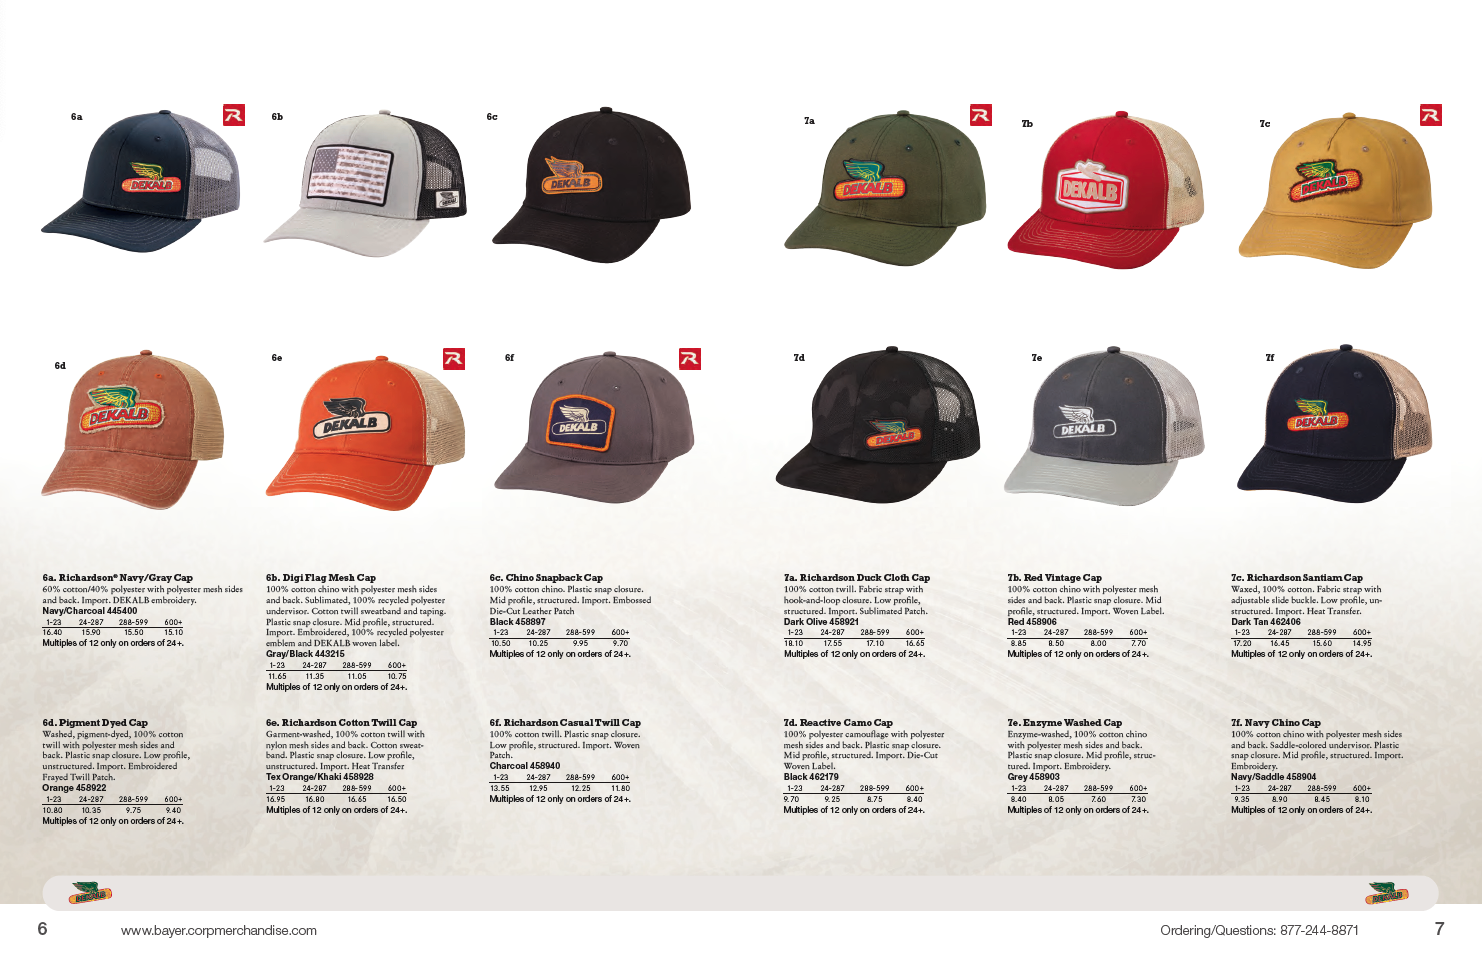 6a
6b
6c
7a
7b
7c
DEKALB
DEKALB
DEKALB
DEKALB
DEKALB
DEKALB
6d
6e
6f
7d
7e
7f
DEKALB
DEKALB
DEKALB
DEKALB
DEKALB
DEKALB
6a. Richardson® Navy/Gray Cap
60% cotton/40% polyester with polyester mesh sides
and back. Import. DEKALB embroidery.
Navy/Charcoal 445400
1-23 24-287 288-599 600+
16.40 15.90 15.50 15.10
Multiples of 12 only on orders of 24+.
6b. Digi Flag Mesh Cap
100% cotton chino with polyester mesh sides
and back. Sublimated, 100% recycled polyester
undervisor. Cotton twill sweatband and taping.
Plastic snap closure. Mid profile, structured.
Import. Embroidered, 100% recycled polyester
emblem and DEKALB woven label.
Gray/Black 443215
1-23 24-287 288-599 600+
11.65 11.35 11.05 10.75
Multiples of 12 only on orders of 24+.
6c. Chino Snapback Cap
100% cotton chino. Plastic snap closure.
Mid profile, structured. Import. Embossed
Die-Cut Leather Patch
Black 458897
1-23 24-287 288-599 600+
10.50 10.25 9.95 9.70
Multiples of 12 only on orders of 24+.
7a. Richardson Duck Cloth Cap
100% cotton twill. Fabric strap with
hook-and-loop closure. Low profile,
structured. Import. Sublimated Patch.
Dark Olive 458921
1-23 24-287 288-599 600+
18.10 17.55 17.10 16.65
Multiples of 12 only on orders of 24+.
7b. Red Vintage Cap
100% cotton chino with polyester mesh
sides and back. Plastic snap closure. Mid
profile, structured. Import. Woven Label.
Red 458906
1-23 24-287 288-599 600+
8.85 8.50 8.00 7.70
Multiples of 12 only on orders of 24+.
7c. Richardson Santiam Cap
Waxed, 100% cotton. Fabric strap with
adjustable slide buckle. Low profile, un-
structured. Import. Heat Transfer.
Dark Tan 462406
1-23 24-287 288-599 600+
17.20 16.45 15.60 14.95
Multiples of 12 only on orders of 24+.
6d. Pigment Dyed Cap
Washed, pigment-dyed, 100% cotton
twill with polyester mesh sides and
back. Plastic snap closure. Low profile,
unstructured. Import. Embroidered
Frayed Twill Patch.
Orange 458922
1-23 24-287 288-599 600+
10.80 10.35 9.75 9.40
Multiples of 12 only on orders of 24+.
6e. Richardson Cotton Twill Cap
Garment-washed, 100% cotton twill with
nylon mesh sides and back. Cotton sweat-
band. Plastic snap closure. Low profile,
unstructured. Import. Heat Transfer
Tex Orange/Khaki 458928
1-23 24-287 288-599 600+
16.95 16.80 16.65 16.50
Multiples of 12 only on orders of 24+.
6f. Richardson Casual Twill Cap
100% cotton twill. Plastic snap closure.
Low profile, structured. Import. Woven
Patch.
Charcoal 458940
1-23 24-287 288-599 600+
13.55 12.95 12.25 11.80
Multiples of 12 only on orders of 24+.
7d. Reactive Camo Cap
100% polyester camouflage with polyester
mesh sides and back. Plastic snap closure.
Mid profile, structured. Import. Die-Cut
Woven Label.
Black 462179
1-23 24-287 288-599 600+
9.70 9.25 8.75 8.40
Multiples of 12 only on orders of 24+.
7e. Enzyme Washed Cap
Enzyme-washed, 100% cotton chino
with polyester mesh sides and back.
Plastic snap closure. Mid profile, struc-
tured. Import. Embroidery.
Grey 458903
1-23 24-287 288-599 600+
8.40 8.05 7.60 7.30
Multiples of 12 only on orders of 24+.
7f. Navy Chino Cap
100% cotton chino with polyester mesh sides
and back. Saddle-colored undervisor. Plastic
snap closure. Mid profile, structured. Import.
Embroidery.
Navy/Saddle 458904
1-23 24-287 288-599 600+
9.35 8.90 8.45 8.10
Multiples of 12 only on orders of 24+.
DEKALB
DEKALB
6
www.bayer.corpmerchandise.com
Ordering/Questions: 877-244-8871
7